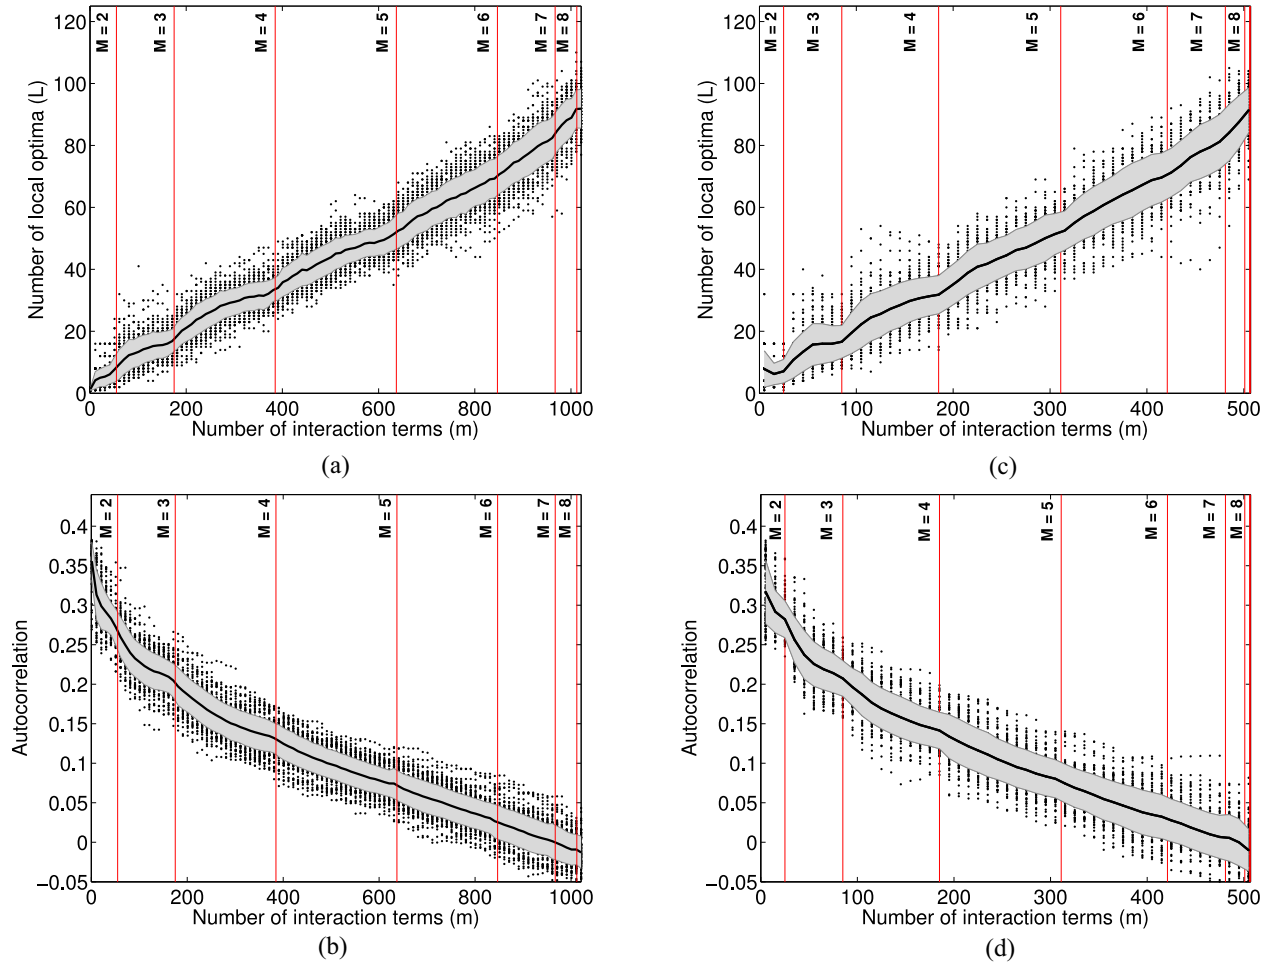 M = 2
M = 3
M = 4
M = 5
M = 6
M = 7
M = 8
120
100
80
60
40
20
0
Number of local optima (L)
0 200 400 600 800 1000
Number of interaction terms (m)
(a)
M = 2
M = 3
M = 4
M = 5
M = 6
M = 7
M = 8
120
100
80
60
40
20
0
Number of local optima (L)
0 100 200 300 400 500
Number of interaction terms (m)
(c)
M = 2
M = 3
M = 4
M = 5
M = 6
M = 7
M = 8
0.4
0.35
0.3
0.25
0.2
0.15
0.1
0.05
0
−0.05
Autocorrelation
0 200 400 600 800 1000
Number of interaction terms (m)
(b)
M = 2
M = 3
M = 4
M = 5
M = 6
M = 7
M = 8
0.4
0.35
0.3
0.25
0.2
0.15
0.1
0.05
0
−0.05
Autocorrelation
0 100 200 300 400 500
Number of interaction terms (m)
(d)